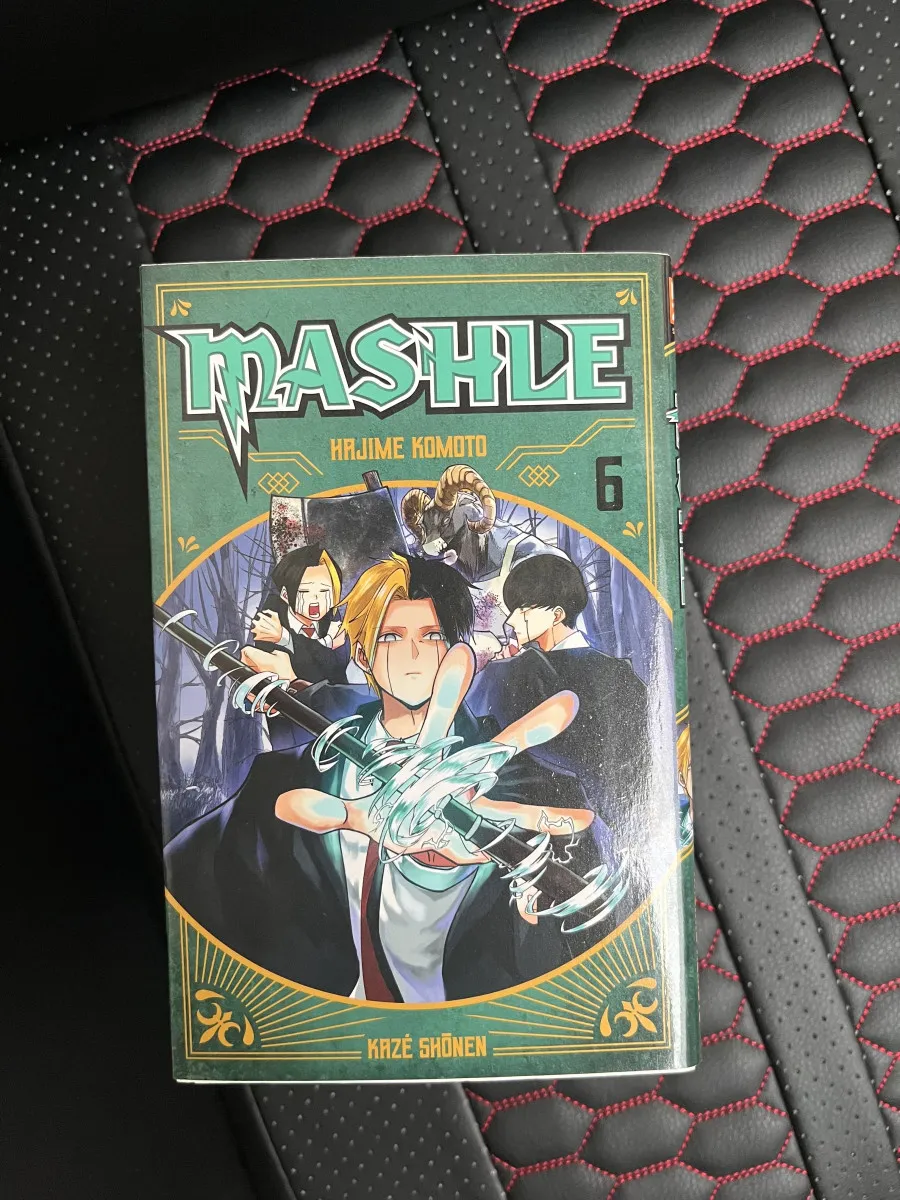 MASHLE
HAJIME KOMOTO
6
KAZÉ SHŌNEN